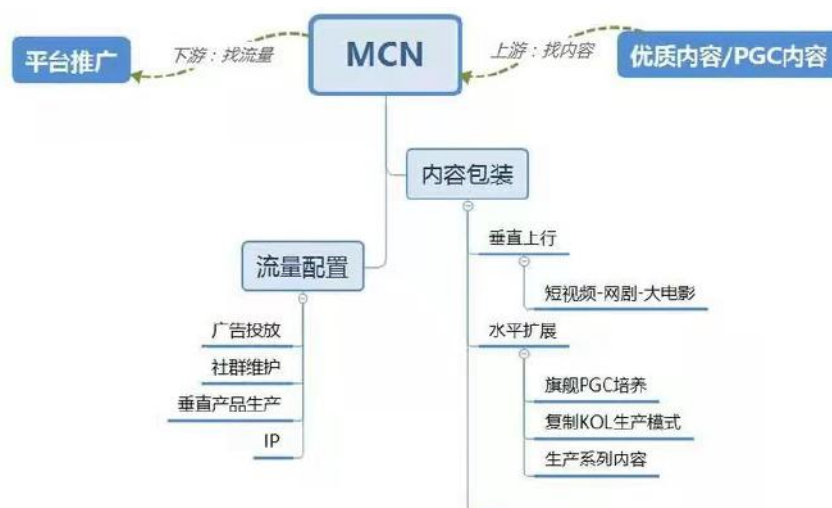 MCN
平台推广
下游：找流量
上游：找内容
优质内容/PGC内容
内容包装
垂直上行
短视频-网剧-大电影
水平扩展
旗舰PGC培养
复制KOL生产模式
生产系列内容
流量配置
广告投放
社群维护
垂直产品生产
IP